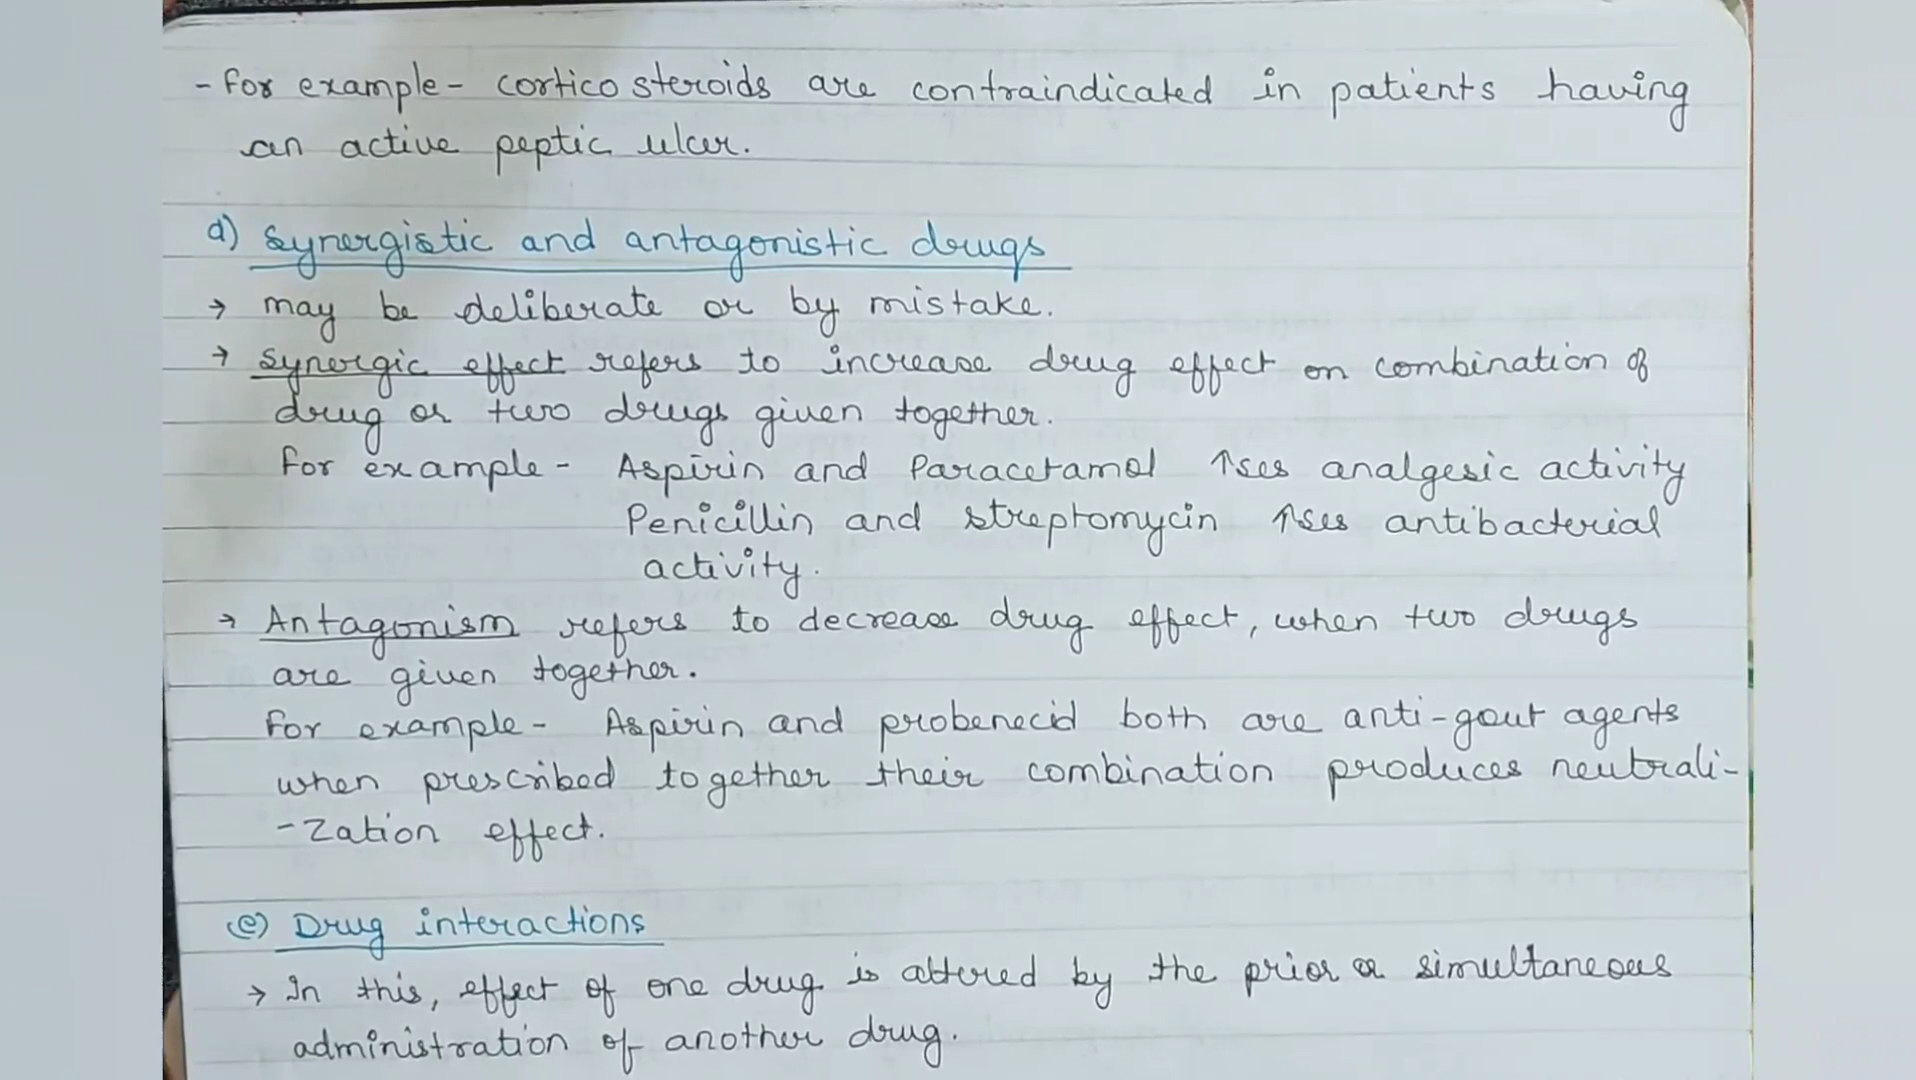 - For example - corticosteroids are contraindicated in patients having
an active peptic ulcer.
d) Synergistic and antagonistic drugs
→ may be deliberate or by mistake.
→ Synergic effect refers to increase drug effect on combination of
drug or two drugs given together.
For example - Aspirin and Paracetamol ↑ses analgesic activity
Penicillin and streptomycin ↑ses antibacterial
activity.
→ Antagonism refers to decrease drug effect, when two drugs
are given together.
For example - Aspirin and probenecid both are anti-gout agents
when prescribed together their combination produces neutrali-
-zation effect.
(e) Drug interactions
→ In this, effect of one drug is altered by the prior or simultaneous
administration of another drug.